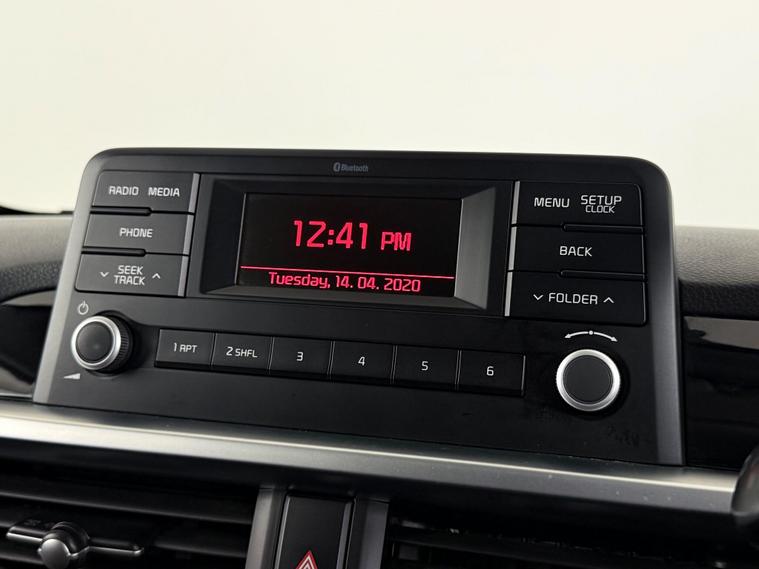 Bluetooth
RADIO MEDIA
PHONE
SEEK
TRACK
12:41 PM
Tuesday, 14. 04. 2020
MENU SETUP
CLOCK
BACK
FOLDER
1 RPT 2 SHFL 3 4 5 6